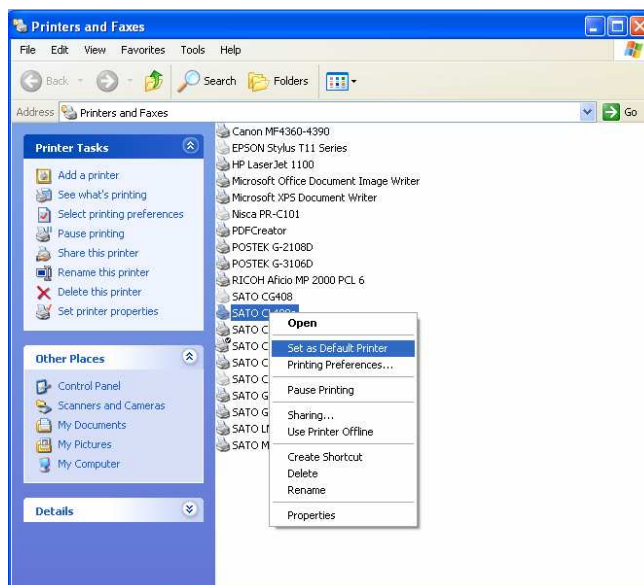 Printers and Faxes
File Edit View Favorites Tools Help
Back Search Folders
Address Printers and Faxes Go
Printer Tasks
Add a printer
See what's printing
Select printing preferences
Pause printing
Share this printer
Rename this printer
Delete this printer
Set printer properties
Other Places
Control Panel
Scanners and Cameras
My Documents
My Pictures
My Computer
Details
Canon MF4360-4390
EPSON Stylus T11 Series
HP LaserJet 1100
Microsoft Office Document Image Writer
Microsoft XPS Document Writer
Nisca PR-C101
PDFCreator
POSTEK G-2108D
POSTEK G-3106D
RICOH Aficio MP 2000 PCL 6
SATO CG408
SATO
SATO C
SATO C
SATO C
SATO C
SATO G
SATO G
SATO
SATO M
Open
Set as Default Printer
Printing Preferences...
Pause Printing
Sharing...
Use Printer Offline
Create Shortcut
Delete
Rename
Properties